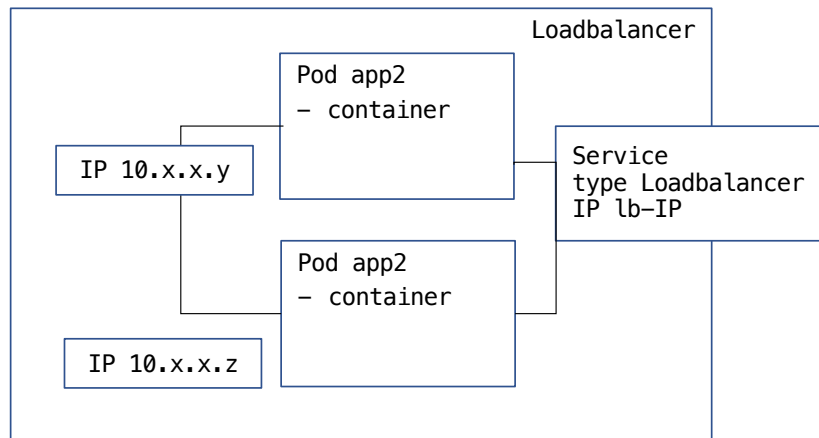 Loadbalancer
Pod app2
– container
IP 10.x.x.y
Service
type Loadbalancer
IP lb–IP
Pod app2
– container
IP 10.x.x.z